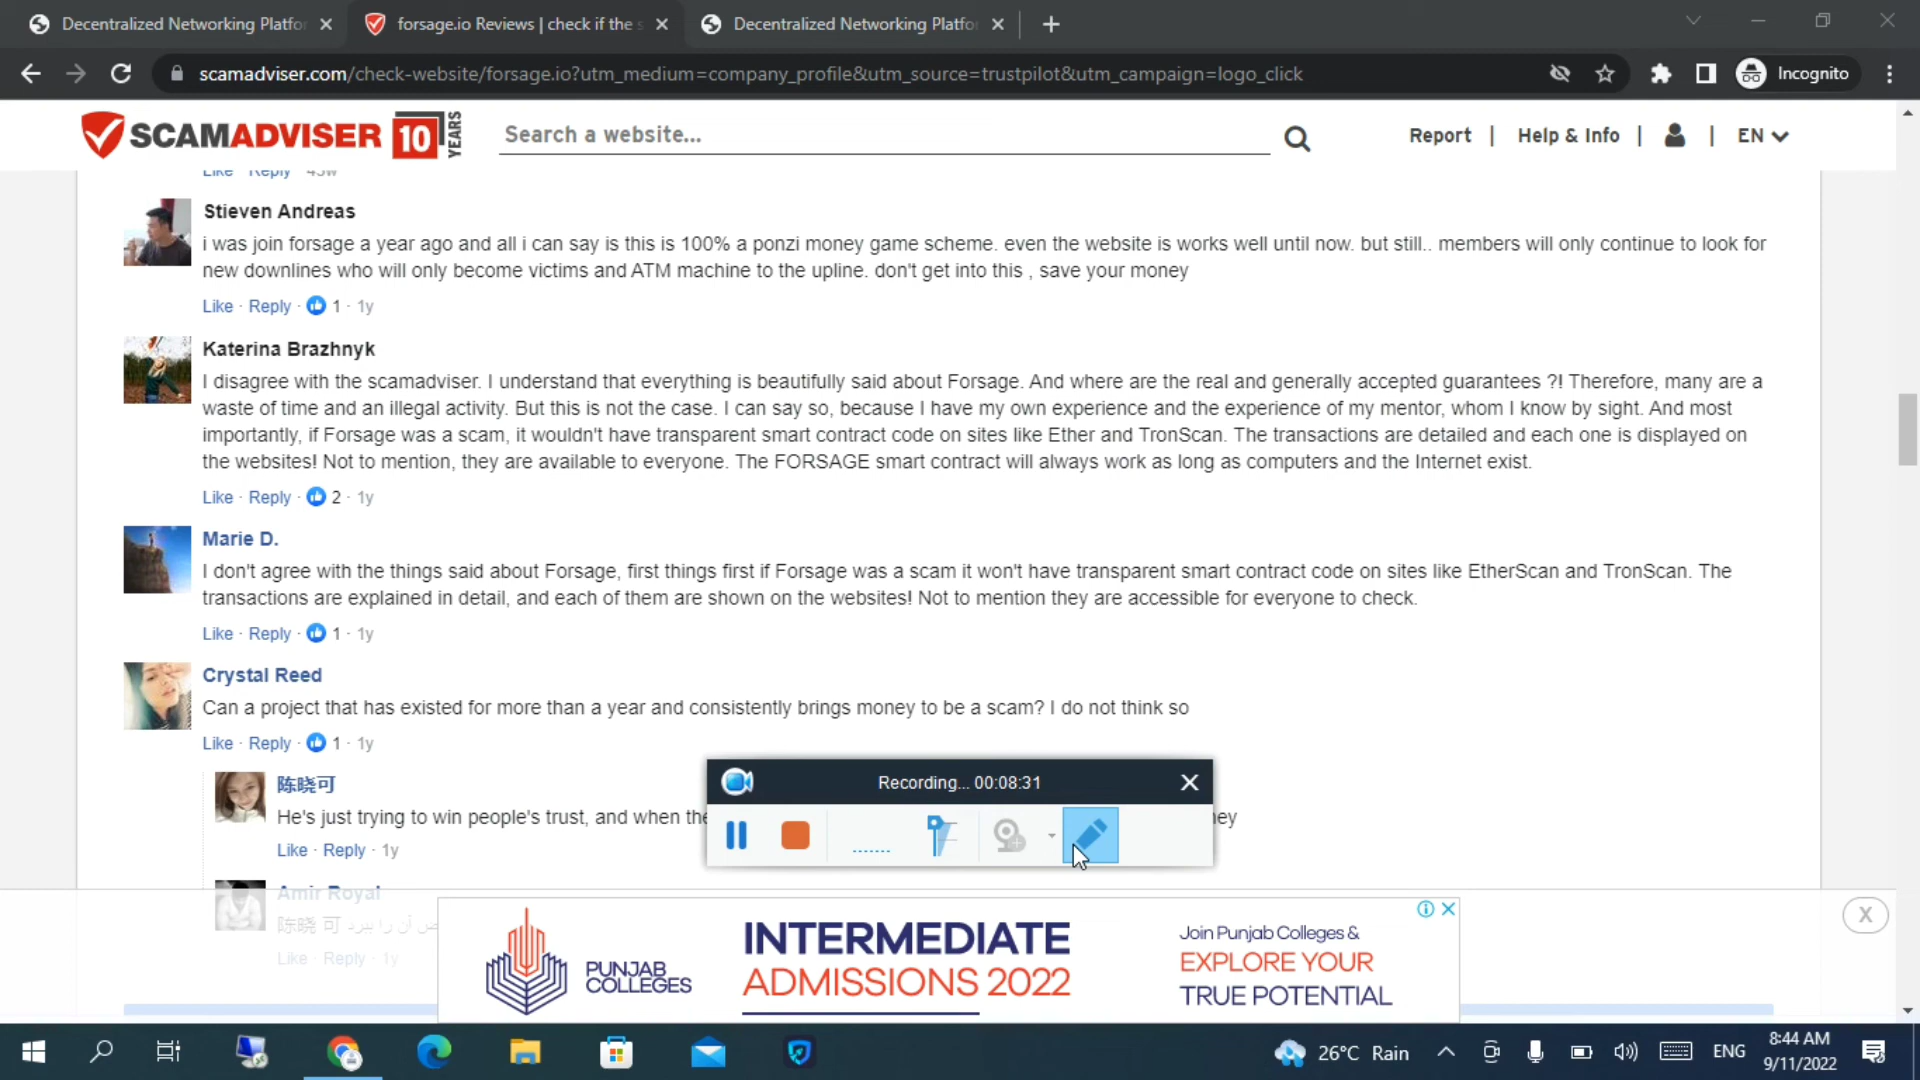 Decentralized Networking Platfo
forsage.io Reviews | check if the s
Decentralized Networking Platfo
scamadviser.com/check-website/forsage.io?utm_medium=company_profile&utm_source=trustpilot&utm_campaign=logo_click
Incognito
SCAMADVISER 10 YEARS
Search a website...
Report | Help & Info | | EN
Like Reply 43w
Stieven Andreas
i was join forsage a year ago and all i can say is this is 100% a ponzi money game scheme. even the website is works well until now. but still.. members will only continue to look for
new downlines who will only become victims and ATM machine to the upline. don't get into this , save your money
Like · Reply · 1 · 1y
Katerina Brazhnyk
I disagree with the scamadviser. I understand that everything is beautifully said about Forsage. And where are the real and generally accepted guarantees ?! Therefore, many are a
waste of time and an illegal activity. But this is not the case. I can say so, because I have my own experience and the experience of my mentor, whom I know by sight. And most
importantly, if Forsage was a scam, it wouldn't have transparent smart contract code on sites like Ether and TronScan. The transactions are detailed and each one is displayed on
the websites! Not to mention, they are available to everyone. The FORSAGE smart contract will always work as long as computers and the Internet exist.
Like · Reply · 2 · 1y
Marie D.
I don't agree with the things said about Forsage, first things first if Forsage was a scam it won't have transparent smart contract code on sites like EtherScan and TronScan. The
transactions are explained in detail, and each of them are shown on the websites! Not to mention they are accessible for everyone to check.
Like · Reply · 1 · 1y
Crystal Reed
Can a project that has existed for more than a year and consistently brings money to be a scam? I do not think so
Like · Reply · 1 · 1y
陈晓可
He's just trying to win people's trust, and when the
ey
Like · Reply · 1y
Recording... 00:08:31
Amir Royal
陈晓 可 آن را ببرد
Like · Reply · 1y
PUNJAB
COLLEGES
INTERMEDIATE
ADMISSIONS 2022
Join Punjab Colleges &
EXPLORE YOUR
TRUE POTENTIAL
X
26°C Rain
ENG
8:44 AM
9/11/2022